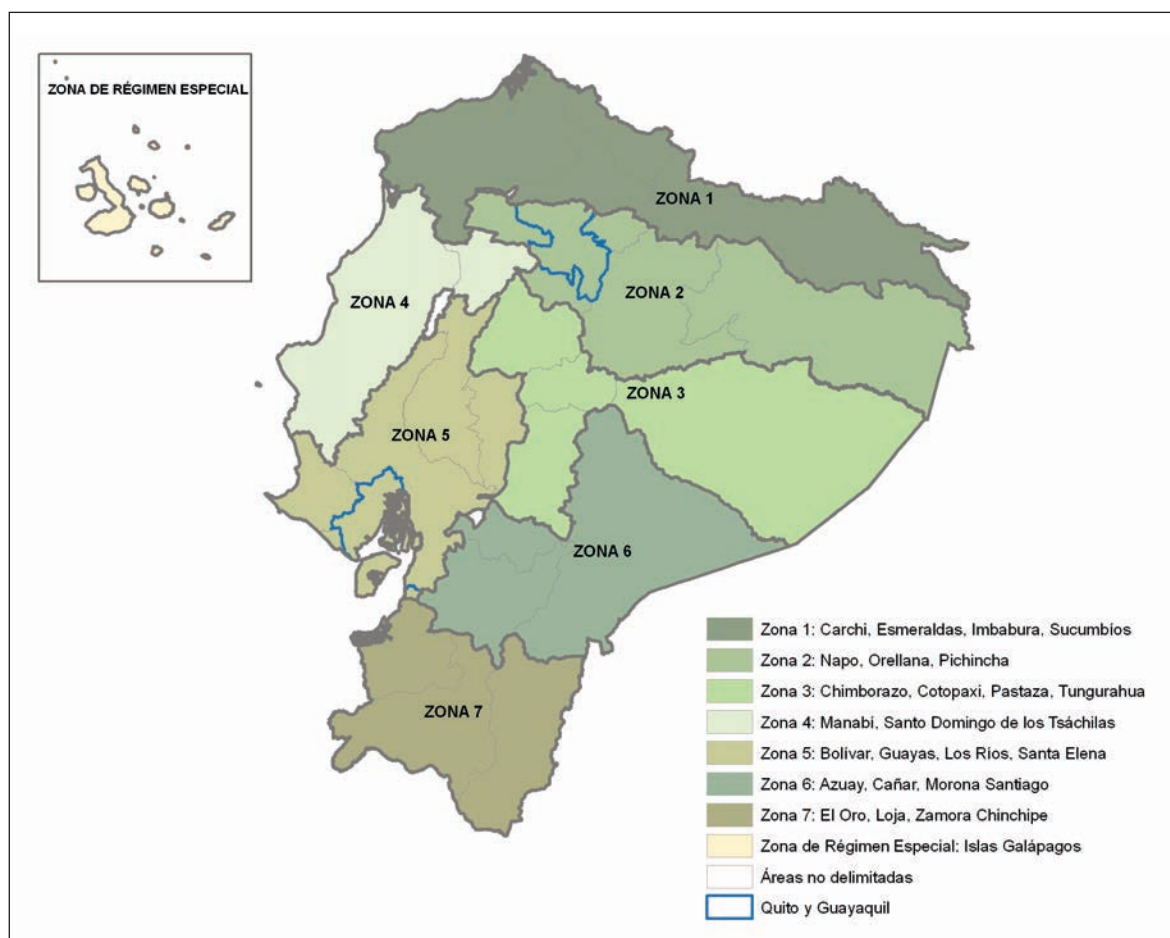 ZONA DE RÉGIMEN ESPECIAL
ZONA 1
ZONA 2
ZONA 4
ZONA 3
ZONA 5
ZONA 6
ZONA 7
Zona 1: Carchi, Esmeraldas, Imbabura, Sucumbíos
Zona 2: Napo, Orellana, Pichincha
Zona 3: Chimborazo, Cotopaxi, Pastaza, Tungurahua
Zona 4: Manabí, Santo Domingo de los Tsáchilas
Zona 5: Bolívar, Guayas, Los Ríos, Santa Elena
Zona 6: Azuay, Cañar, Morona Santiago
Zona 7: El Oro, Loja, Zamora Chinchipe
Zona de Régimen Especial: Islas Galápagos
Áreas no delimitadas
Quito y Guayaquil